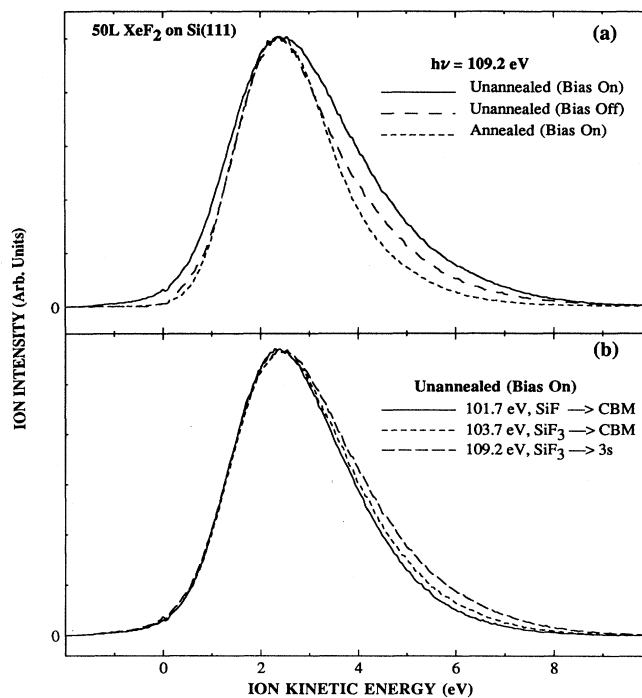 50L XeF₂ on Si(111)
(a)
hν = 109.2 eV
Unannealed (Bias On)
Unannealed (Bias Off)
Annealed (Bias On)
0
ION INTENSITY (Arb. Units)
(b)
Unannealed (Bias On)
101.7 eV, SiF —> CBM
103.7 eV, SiF₃ —> CBM
109.2 eV, SiF₃ —> 3s
0
0 2 4 6 8
ION KINETIC ENERGY (eV)